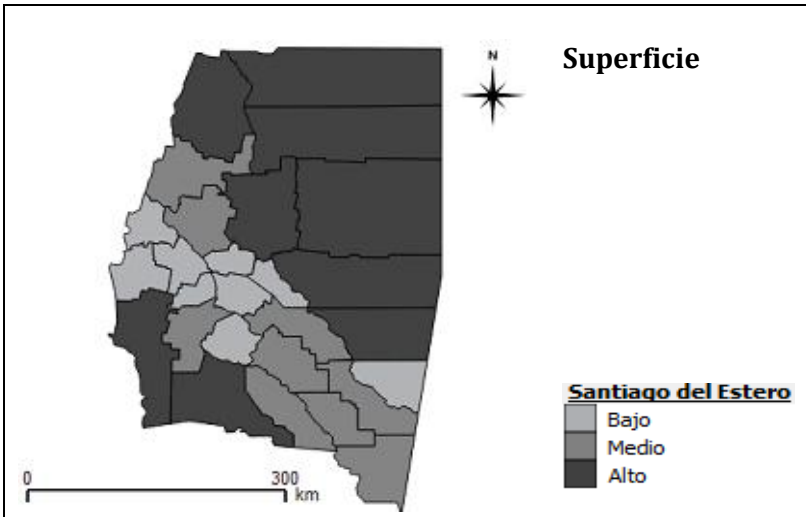 Superficie
N
Santiago del Estero
Bajo
Medio
Alto
0 300
km